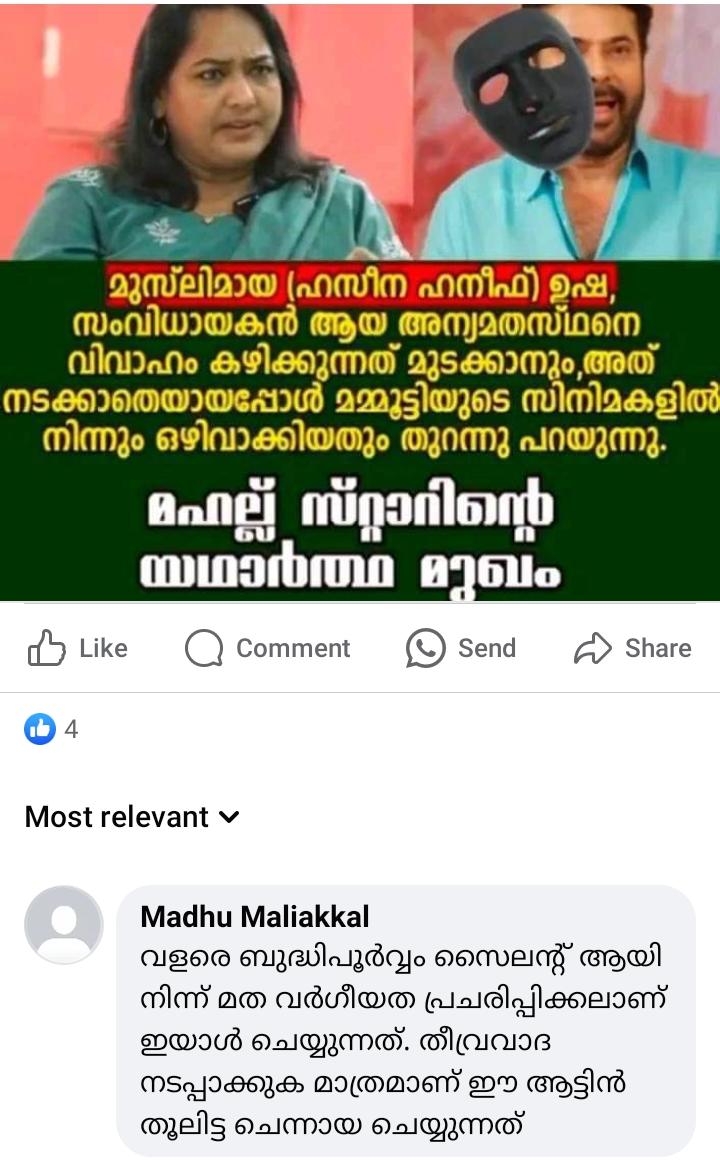 മുസ്ലിമായ (ഹസീന ഹനീഫ്) ഉഷ,
സംവിധായകൻ ആയ അന്യമതസ്ഥനെ
വിവാഹം കഴിക്കുന്നത് മുടക്കാനും,അത്
നടക്കാതെയായപ്പോൾ മമ്മൂട്ടിയുടെ സിനിമകളിൽ
നിന്നും ഒഴിവാക്കിയതും തുറന്നു പറയുന്നു.
മഹല്ല് സ്റ്റാറിന്റെ
യഥാർത്ഥ മുഖം
Like Comment Send Share
4
Most relevant
Madhu Maliakkal
വളരെ ബുദ്ധിപൂർവ്വം സൈലന്റ് ആയി
നിന്ന് മത വർഗീയത പ്രചരിപ്പിക്കലാണ്
ഇയാൾ ചെയ്യുന്നത്. തീവ്രവാദ
നടപ്പാക്കുക മാത്രമാണ് ഈ ആട്ടിൻ
തൂലിട്ട ചെന്നായ ചെയ്യുന്നത്